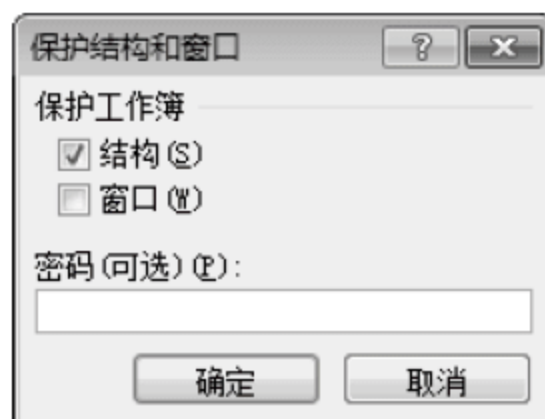 保护结构和窗口
保护工作簿
结构(S)
窗口(W)
密码(可选)(P):
确定 取消